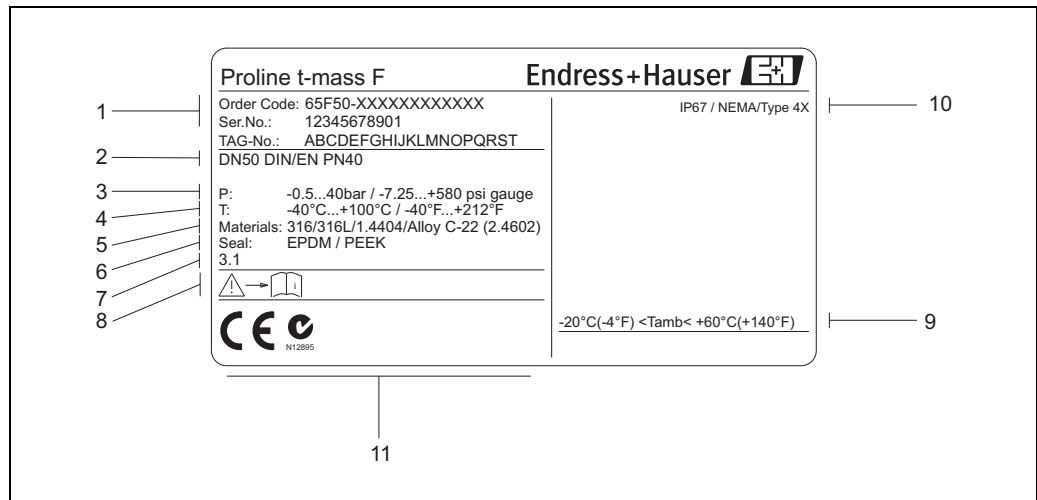 Proline t-mass F
Endress+Hauser
Order Code: 65F50-XXXXXXXXXXXX
Ser.No.: 12345678901
TAG-No.: ABCDEFGHIJKLMNOPQRST
DN50 DIN/EN PN40
P: -0.5...40bar / -7.25...+580 psi gauge
T: -40°C...+100°C / -40°F...+212°F
Materials: 316/316L/1.4404/Alloy C-22 (2.4602)
Seal: EPDM / PEEK
3.1
i
CE
N12895
IP67 / NEMA/Type 4X
-20°C(-4°F) <Tamb< +60°C(+140°F)
1
2
3
4
5
6
7
8
10
9
11